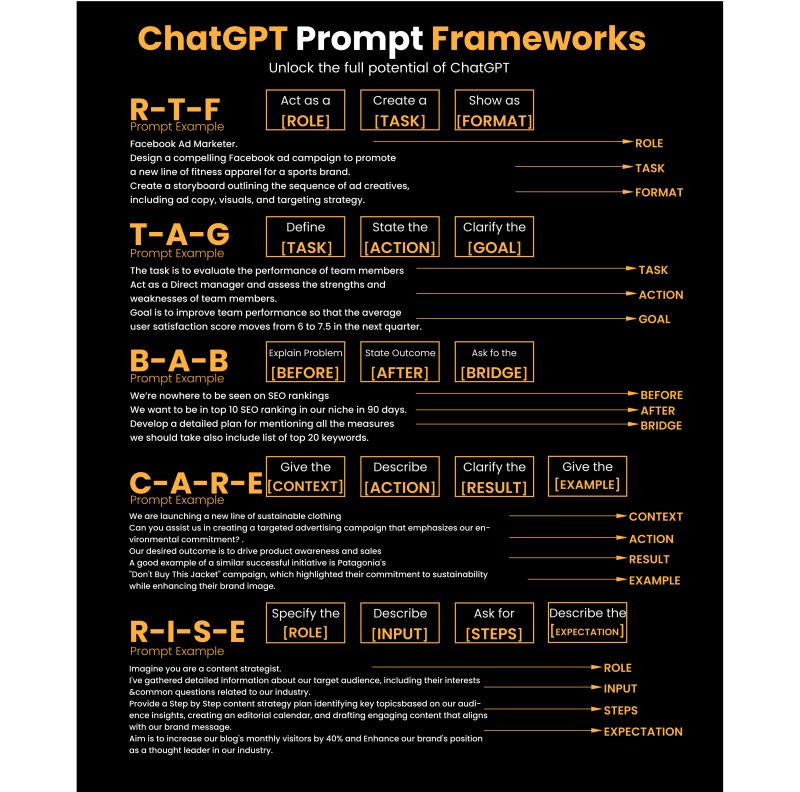 ChatGPT Prompt Frameworks
Unlock the full potential of ChatGPT
R-T-F
Prompt Example
Act as a
[ROLE]
Create a
[TASK]
Show as
[FORMAT]
Facebook Ad Marketer.
Design a compelling Facebook ad campaign to promote
a new line of fitness apparel for a sports brand.
Create a storyboard outlining the sequence of ad creatives,
including ad copy, visuals, and targeting strategy.
ROLE
TASK
FORMAT
T-A-G
Prompt Example
Define
[TASK]
State the
[ACTION]
Clarify the
[GOAL]
The task is to evaluate the performance of team members
Act as a Direct manager and assess the strengths and
weaknesses of team members.
Goal is to improve team performance so that the average
user satisfaction score moves from 6 to 7.5 in the next quarter.
TASK
ACTION
GOAL
B-A-B
Prompt Example
Explain Problem
[BEFORE]
State Outcome
[AFTER]
Ask fo the
[BRIDGE]
We're nowhere to be seen on SEO rankings
We want to be in top 10 SEO ranking in our niche in 90 days.
Develop a detailed plan for mentioning all the measures
we should take also include list of top 20 keywords.
BEFORE
AFTER
BRIDGE
C-A-R-E
Prompt Example
Give the
[CONTEXT]
Describe
[ACTION]
Clarify the
[RESULT]
Give the
[EXAMPLE]
We are launching a new line of sustainable clothing
Can you assist us in creating a targeted advertising campaign that emphasizes our en-
vironmental commitment? .
Our desired outcome is to drive product awareness and sales
A good example of a similar successful initiative is Patagonia's
"Don't Buy This Jacket" campaign, which highlighted their commitment to sustainability
while enhancing their brand image.
CONTEXT
ACTION
RESULT
EXAMPLE
R-I-S-E
Prompt Example
Specify the
[ROLE]
Describe
[INPUT]
Ask for
[STEPS]
Describe the
[EXPECTATION]
Imagine you are a content strategist.
I've gathered detailed information about our target audience, including their interests
&common questions related to our industry.
Provide a Step by Step content strategy plan identifying key topicsbased on our audi-
ence insights, creating an editorial calendar, and drafting engaging content that aligns
with our brand message.
Aim is to increase our blog's monthly visitors by 40% and Enhance our brand's position
as a thought leader in our industry.
ROLE
INPUT
STEPS
EXPECTATION